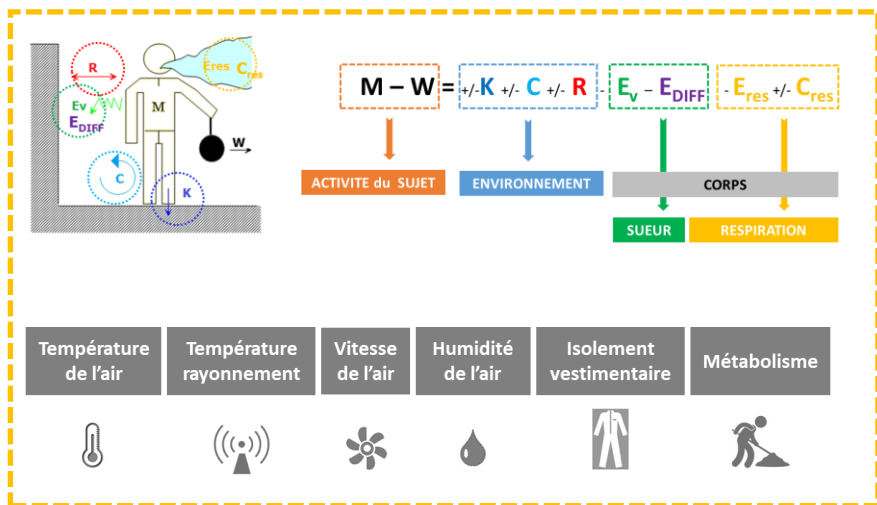 R
Eres Cres
Ev
EDIFF
M
W
C
K
M – W = +/- K +/- C +/- R - Ev – EDIFF - Eres +/- Cres
ACTIVITE du SUJET
ENVIRONNEMENT
CORPS
SUEUR
RESPIRATION
Température
de l’air
Température
rayonnement
Vitesse
de l’air
Humidité
de l’air
Isolement
vestimentaire
Métabolisme